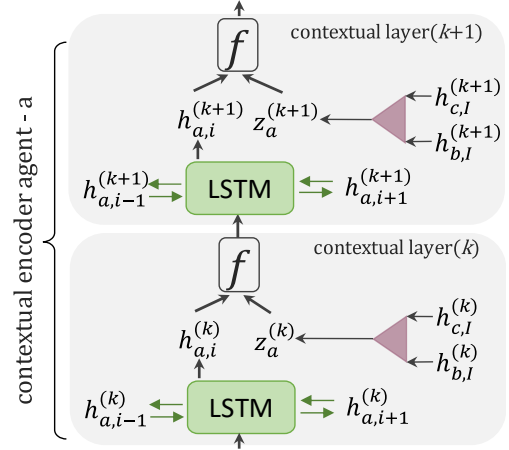 contextual encoder agent - a
contextual layer(k+1)
f
h_{a,i}^{(k+1)} z_a^{(k+1)} h_{c,I}^{(k+1)}
h_{b,I}^{(k+1)}
h_{a,i-1}^{(k+1)} LSTM h_{a,i+1}^{(k+1)}
contextual layer(k)
f
h_{a,i}^{(k)} z_a^{(k)} h_{c,I}^{(k)}
h_{b,I}^{(k)}
h_{a,i-1}^{(k)} LSTM h_{a,i+1}^{(k)}